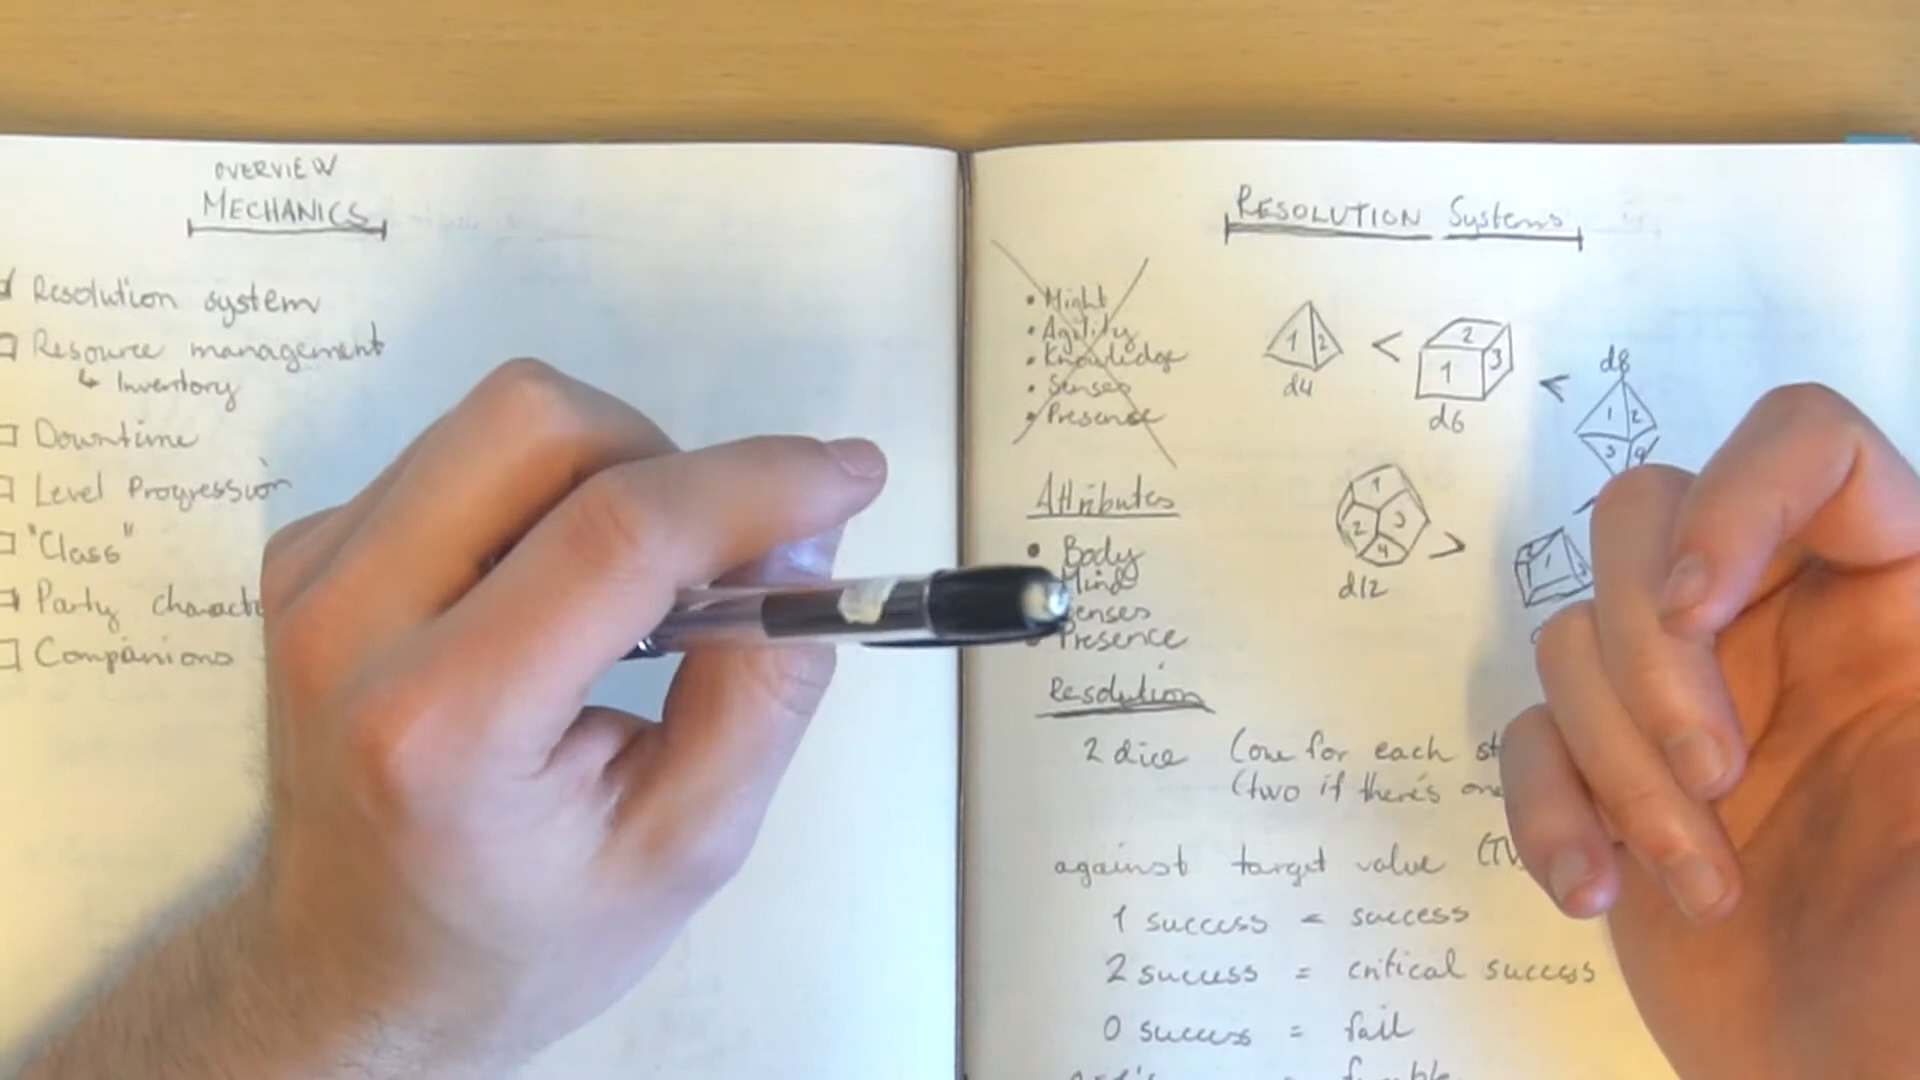 OVERVIEW
MECHANICS
Resolution system
Resource management
↳ Inventory
Downtime
Level Progression
"Class"
Party charact
Companions
RESOLUTION Systems
• Might
• Agility
• Knowledge
• Senses
• Presence
1 2
d4
<
2
1 3
d6
<
d8
1 2
3
1
2 3
4
d12
>
1
Attributes
• Body
Mind
Senses
Presence
Resolution
2 dice (one for each
(two if there's one
against target value
1 success = success
2 success = critical success
0 success = fail
= fumble